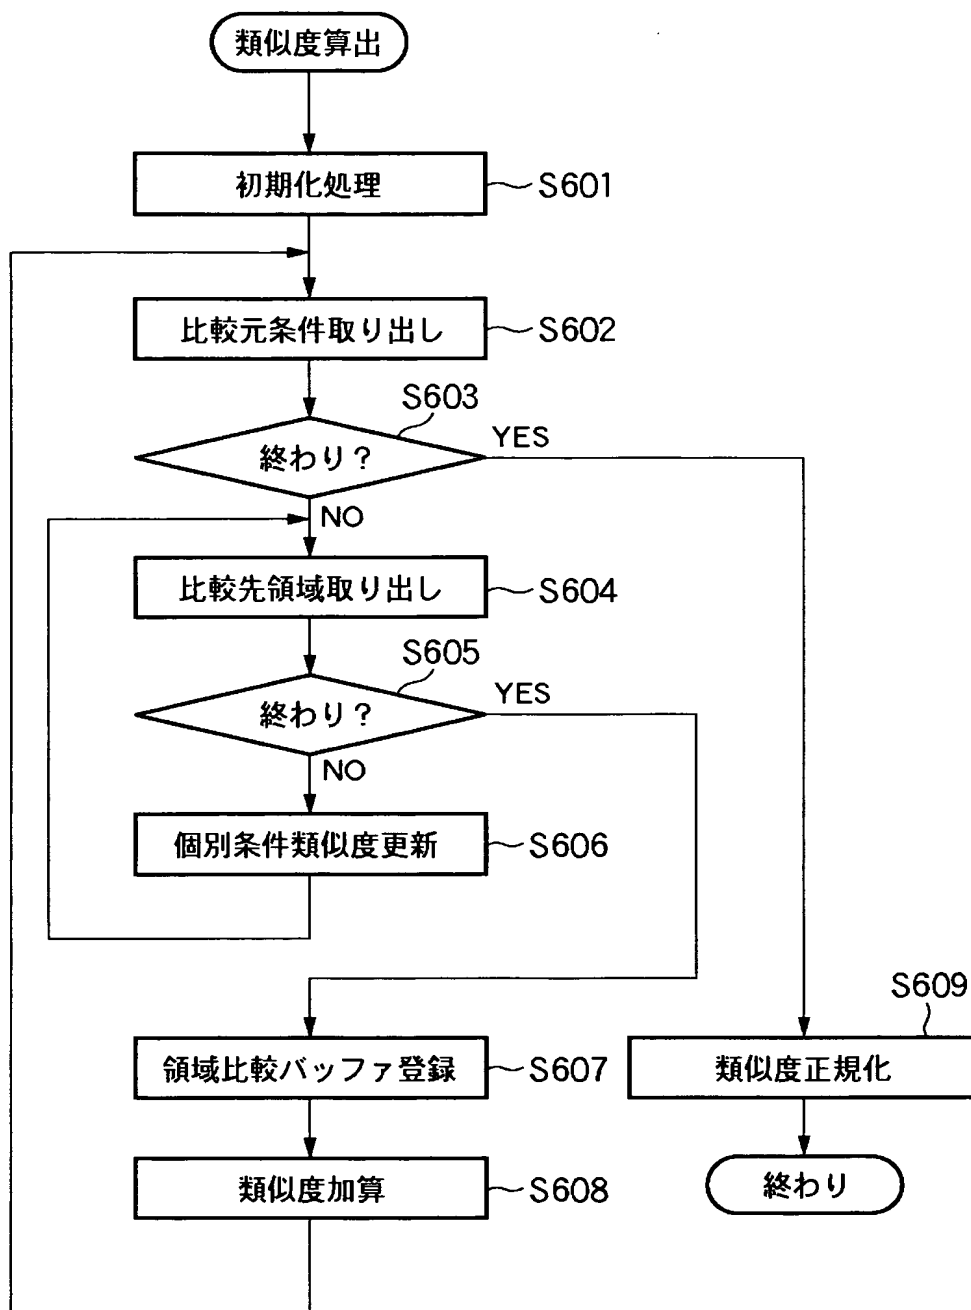 類似度算出
初期化処理
S601
比較元条件取り出し
S602
S603
終わり?
YES
NO
比較先領域取り出し
S604
S605
終わり?
YES
NO
個別条件類似度更新
S606
領域比較バッファ登録
S607
S609
類似度正規化
類似度加算
S608
終わり